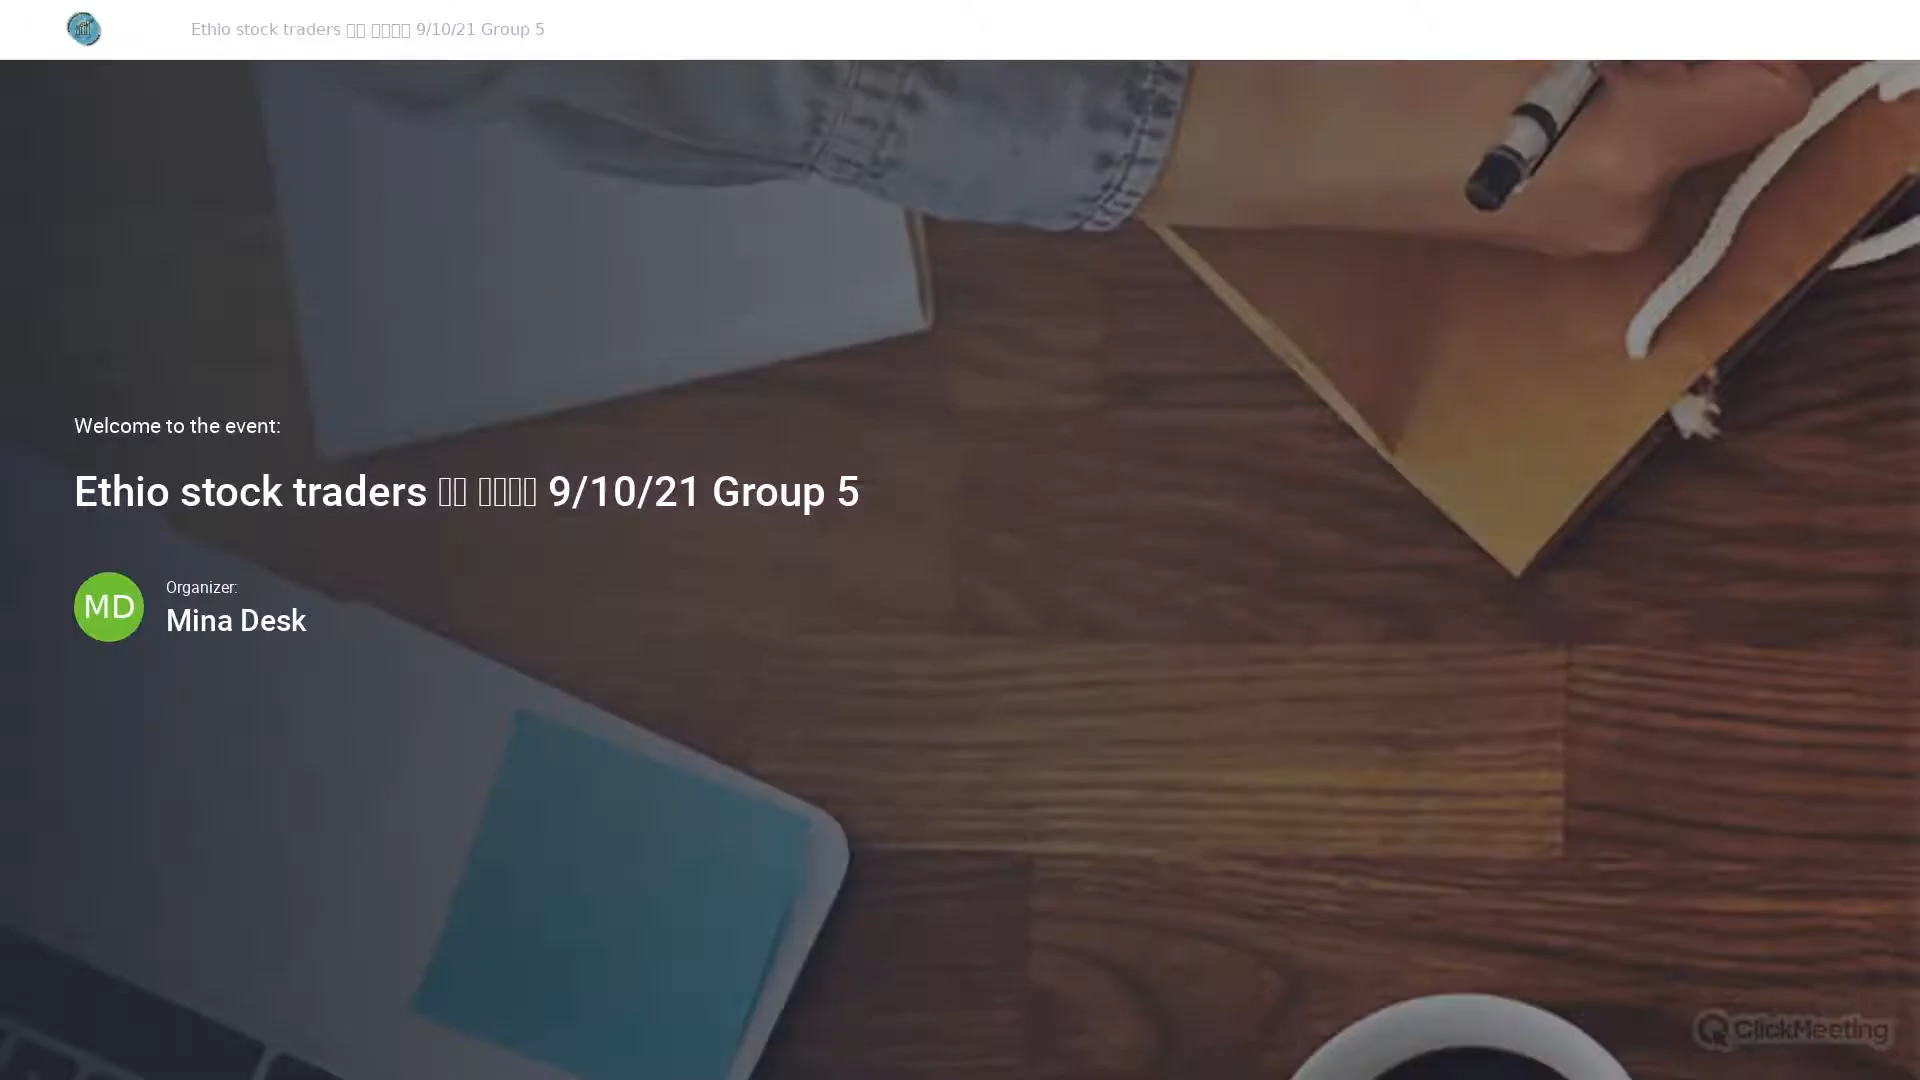 Ethio stock traders 9/10/21 Group 5
Welcome to the event:
Ethio stock traders 9/10/21 Group 5
MD
Organizer:
Mina Desk
ClickMeeting